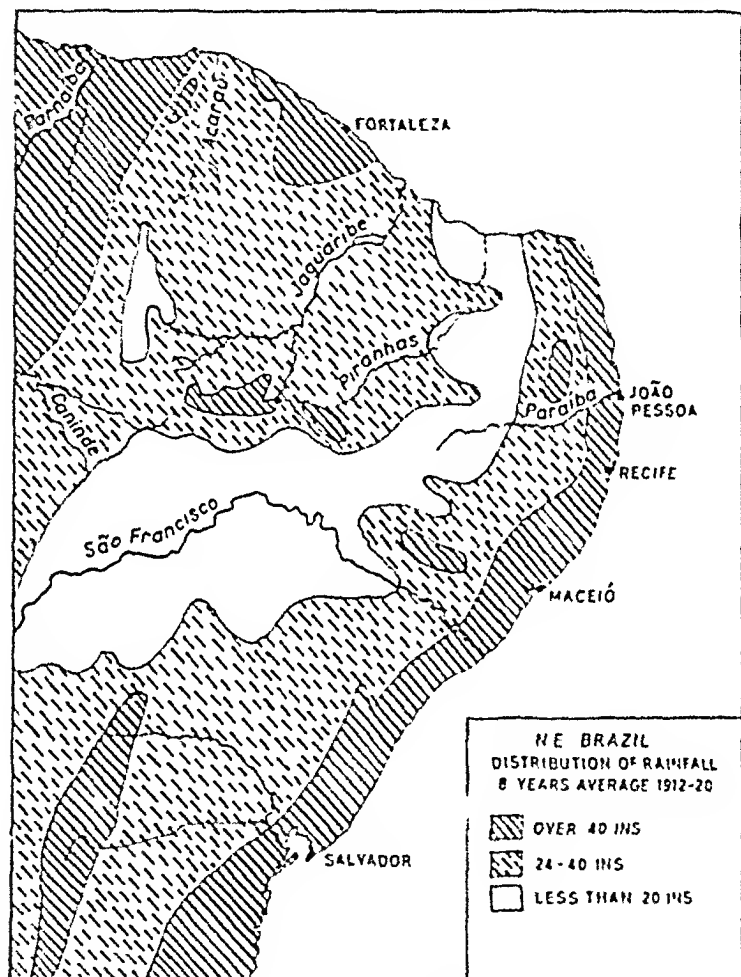 Parnaíba
Acaraú
FORTALEZA
Jaguaribe
Piranhas
Caninde
Paraíba
JOÃO
PESSOA
RECIFE
São Francisco
MACEIÓ
SALVADOR
N E BRAZIL
DISTRIBUTION OF RAINFALL
8 YEARS AVERAGE 1912-20
OVER 40 INS
24-40 INS
LESS THAN 20 INS